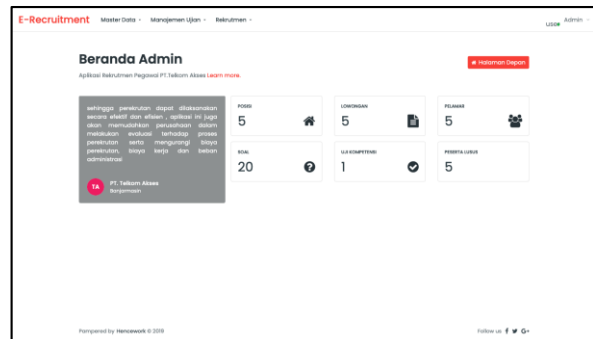 E-Recruitment Master Data Manajemen Ujian Rekrutmen
user Admin
Beranda Admin
Halaman Depan
Aplikasi Rekrutmen Pegawai PT.Telkom Akses Learn more.
sehingga perekrutan dapat dilaksanakan
secara efektif dan efisien , aplikasi ini juga
akan memudahkan perusahaan dalam
melakukan evaluasi terhadap proses
perekrutan serta mengurangi biaya
perekrutan, biaya kerja dan beban
administrasi
TA PT. Telkom Akses
Banjarmasin
POSISI
5
LOWONGAN
5
PELAMAR
5
SOAL
20
UJI KOMPETENSI
1
PESERTA LULUS
5
Pampered by Hencework © 2019
Follow us f G+